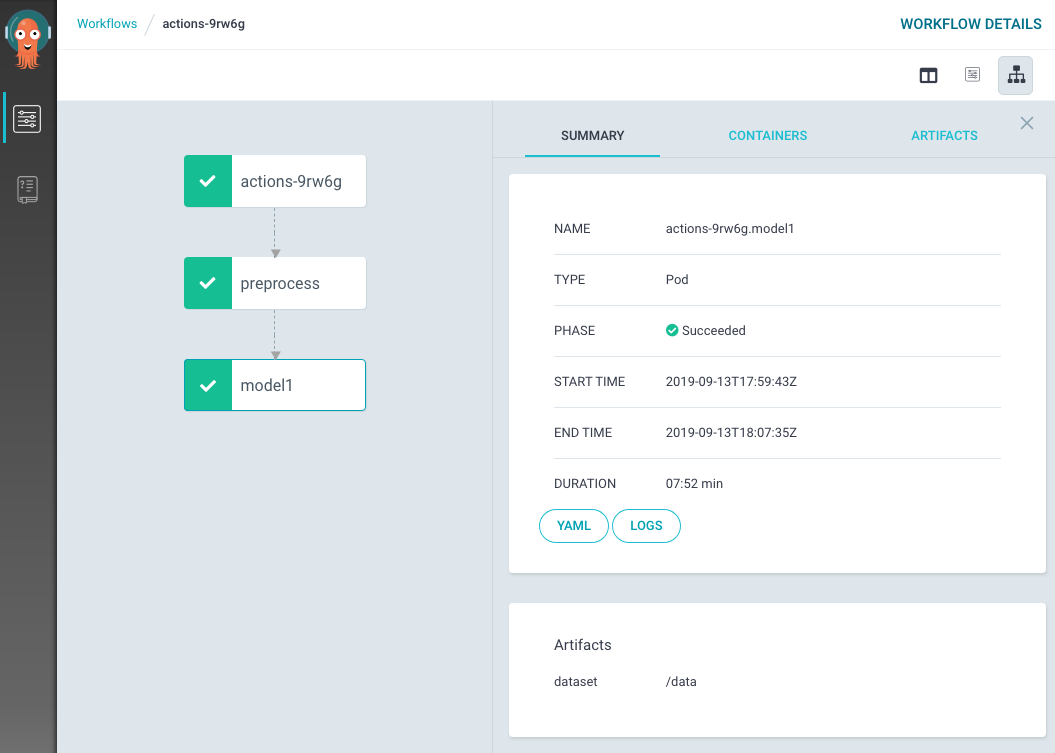 Workflows / actions-9rw6g
WORKFLOW DETAILS
actions-9rw6g
preprocess
model1
SUMMARY CONTAINERS ARTIFACTS
NAME actions-9rw6g.model1
TYPE Pod
PHASE Succeeded
START TIME 2019-09-13T17:59:43Z
END TIME 2019-09-13T18:07:35Z
DURATION 07:52 min
YAML LOGS
Artifacts
dataset /data